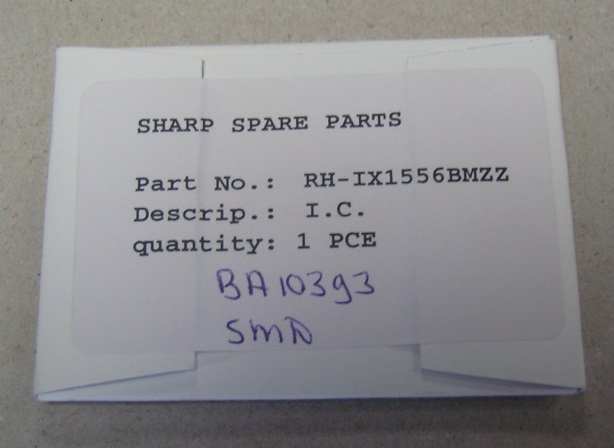 SHARP SPARE PARTS
Part No.: RH-IX1556BMZZ
Descrip.: I.C.
quantity: 1 PCE
BA10393
SMD